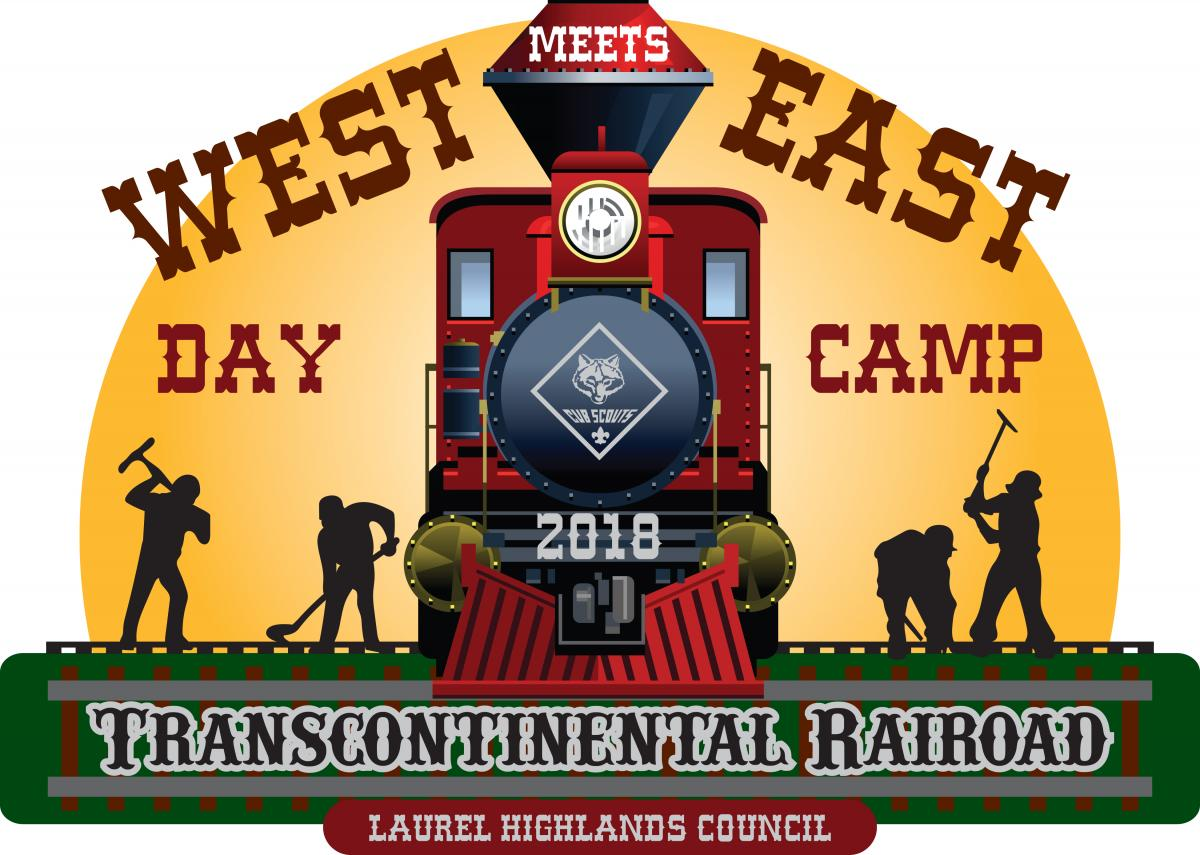 WEST MEETS EAST
DAY CAMP
CUB SCOUTS
2018
TRANSCONTINENTAL RAIROAD
LAUREL HIGHLANDS COUNCIL